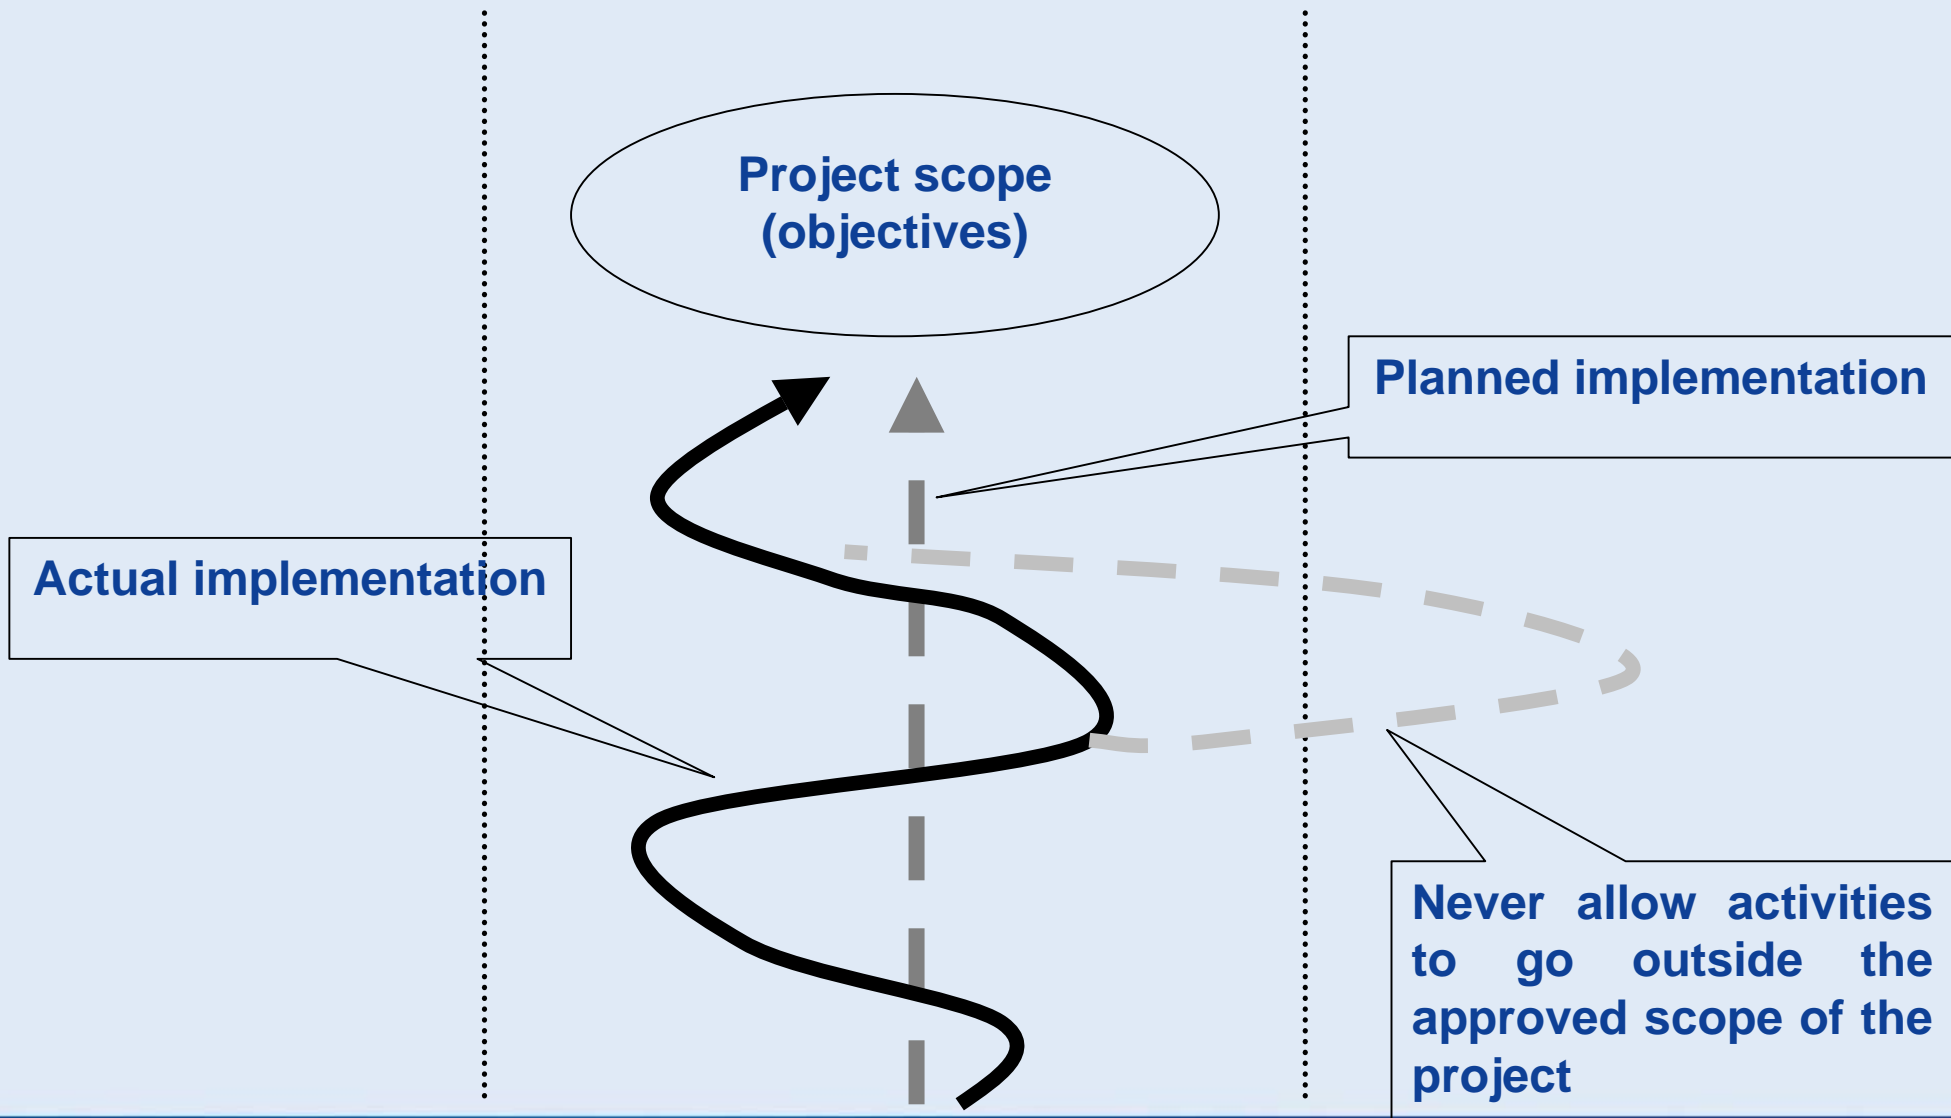 Project scope
(objectives)
Planned implementation
Actual implementation
Never allow activities
to go outside the
approved scope of the
project